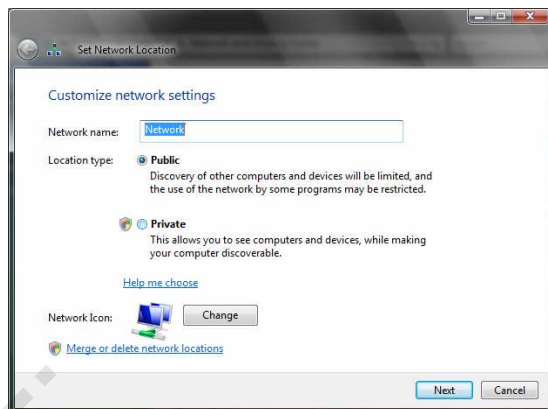 Set Network Location
Customize network settings
Network name: Network
Location type: Public
Discovery of other computers and devices will be limited, and
the use of the network by some programs may be restricted.
Private
This allows you to see computers and devices, while making
your computer discoverable.
Help me choose
Network Icon: Change
Merge or delete network locations
Next Cancel